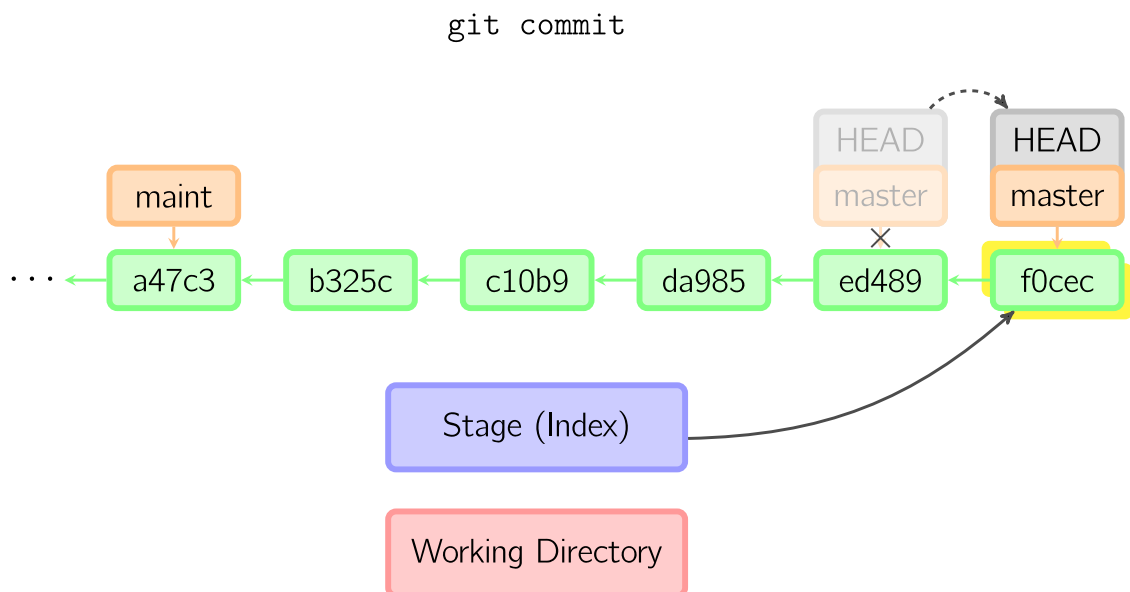 git commit
HEAD HEAD
maint master master
... a47c3 b325c c10b9 da985 ed489 f0cec
Stage (Index)
Working Directory